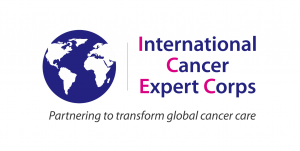 International
Cancer
Expert Corps
Partnering to transform global cancer care